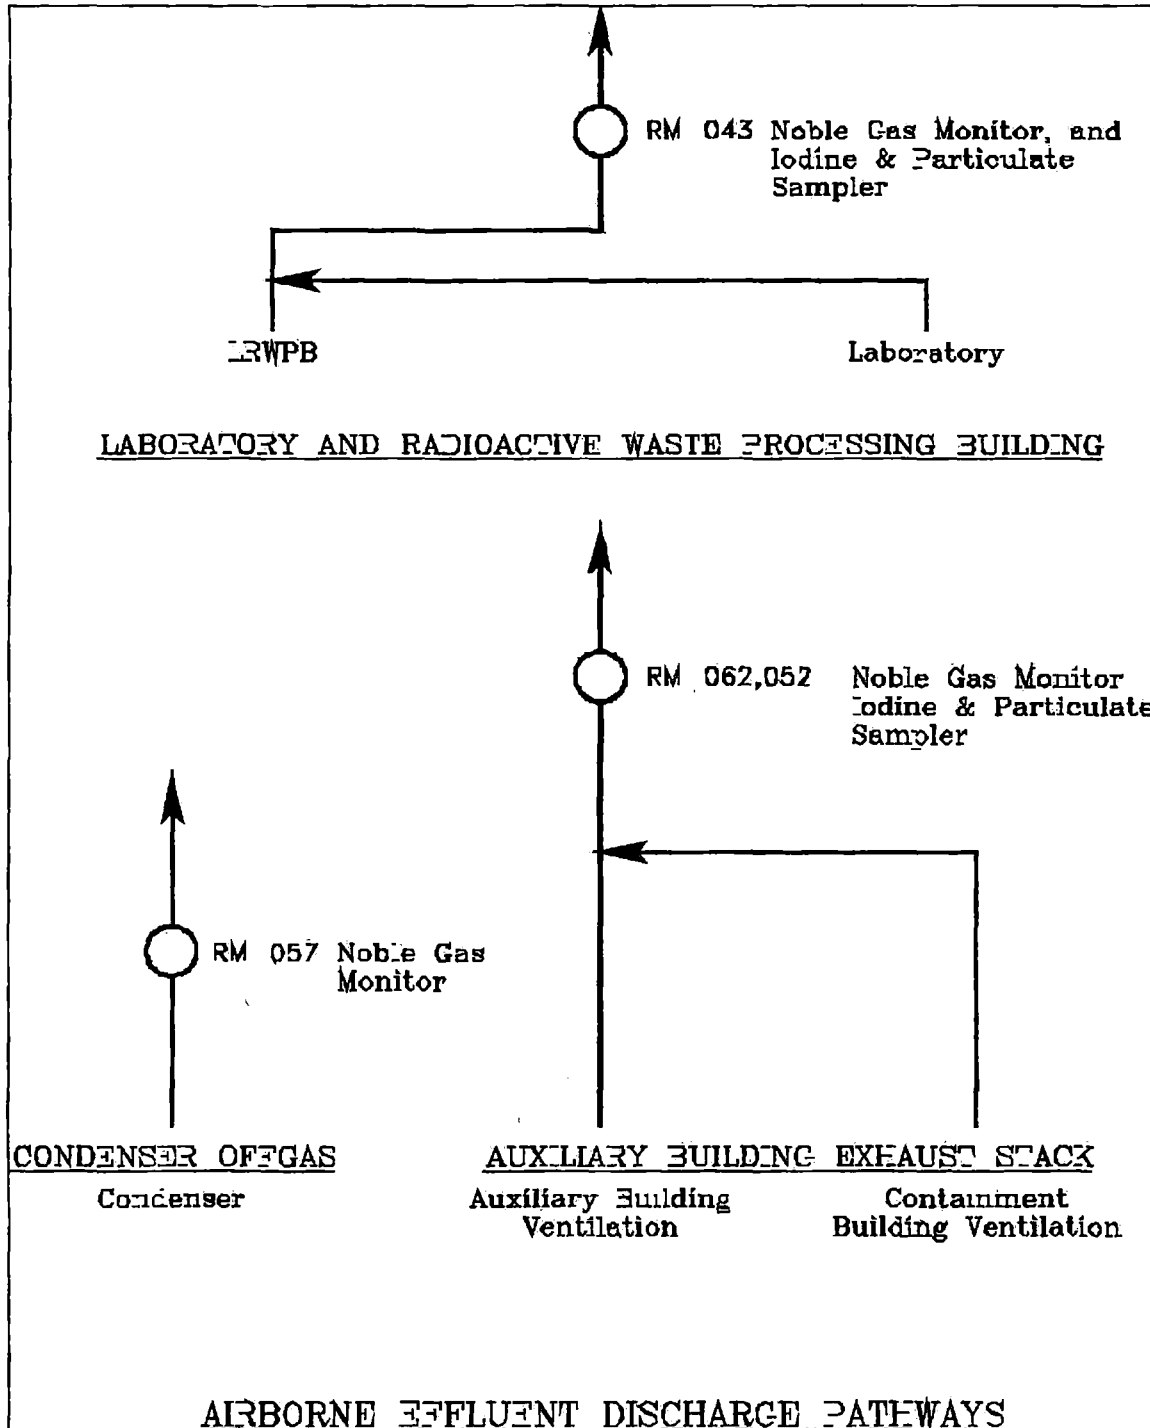 RM 043 Noble Gas Monitor, and
Iodine & Particulate
Sampler
LRWPB
Laboratory
LABORATORY AND RADIOACTIVE WASTE PROCESSING BUILDING
RM 062,052 Noble Gas Monitor
Iodine & Particulate
Sampler
RM 057 Noble Gas
Monitor
CONDENSER OFFGAS
Condenser
AUXILIARY BUILDING EXHAUST STACK
Auxiliary Building
Ventilation
Containment
Building Ventilation
AIRBORNE EFFLUENT DISCHARGE PATHWAYS